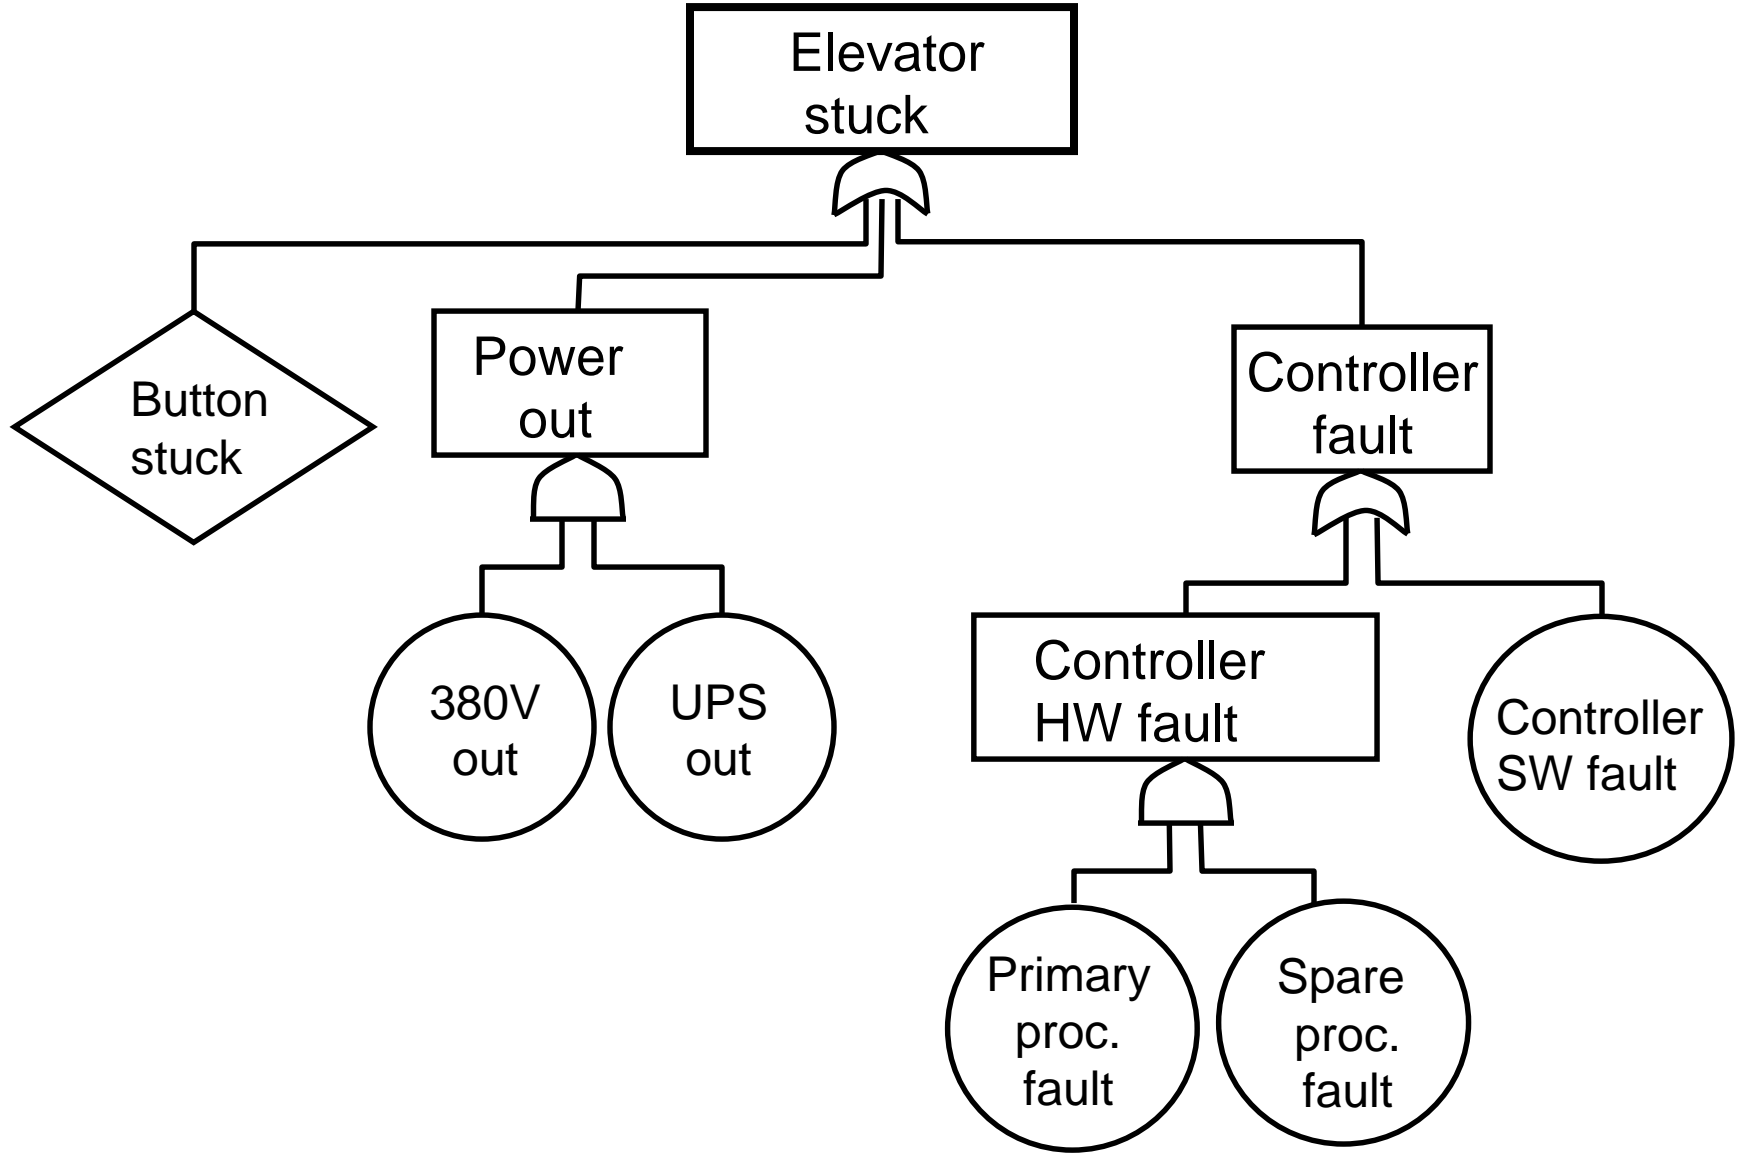 Elevator
stuck
Button
stuck
Power
out
Controller
fault
380V
out
UPS
out
Controller
HW fault
Controller
SW fault
Primary
proc.
fault
Spare
proc.
fault